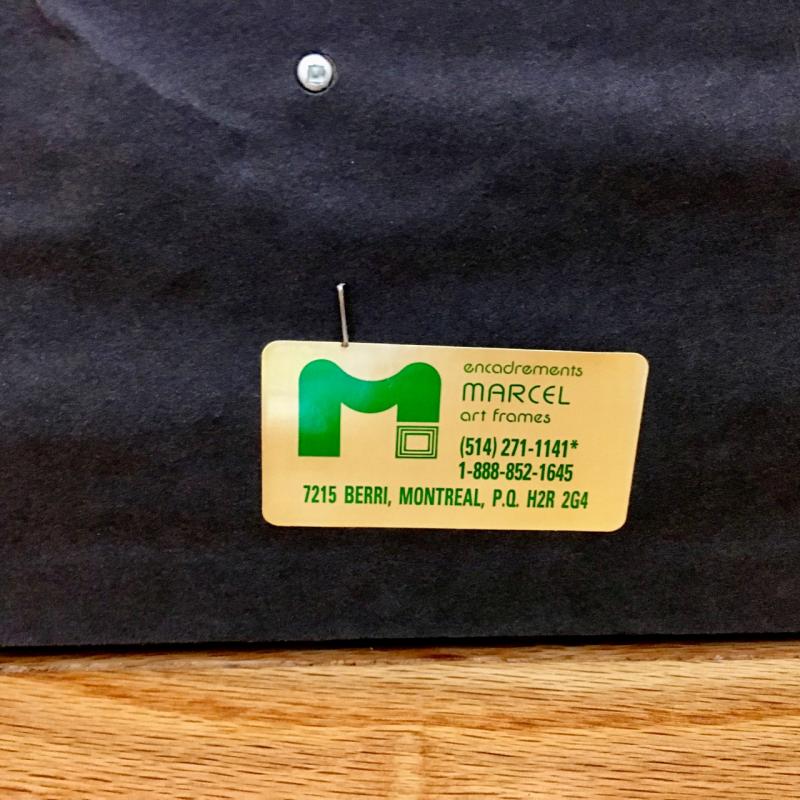 M
encadrements
MARCEL
art frames
(514) 271-1141*
1-888-852-1645
7215 BERRI, MONTREAL, P.Q. H2R 2G4